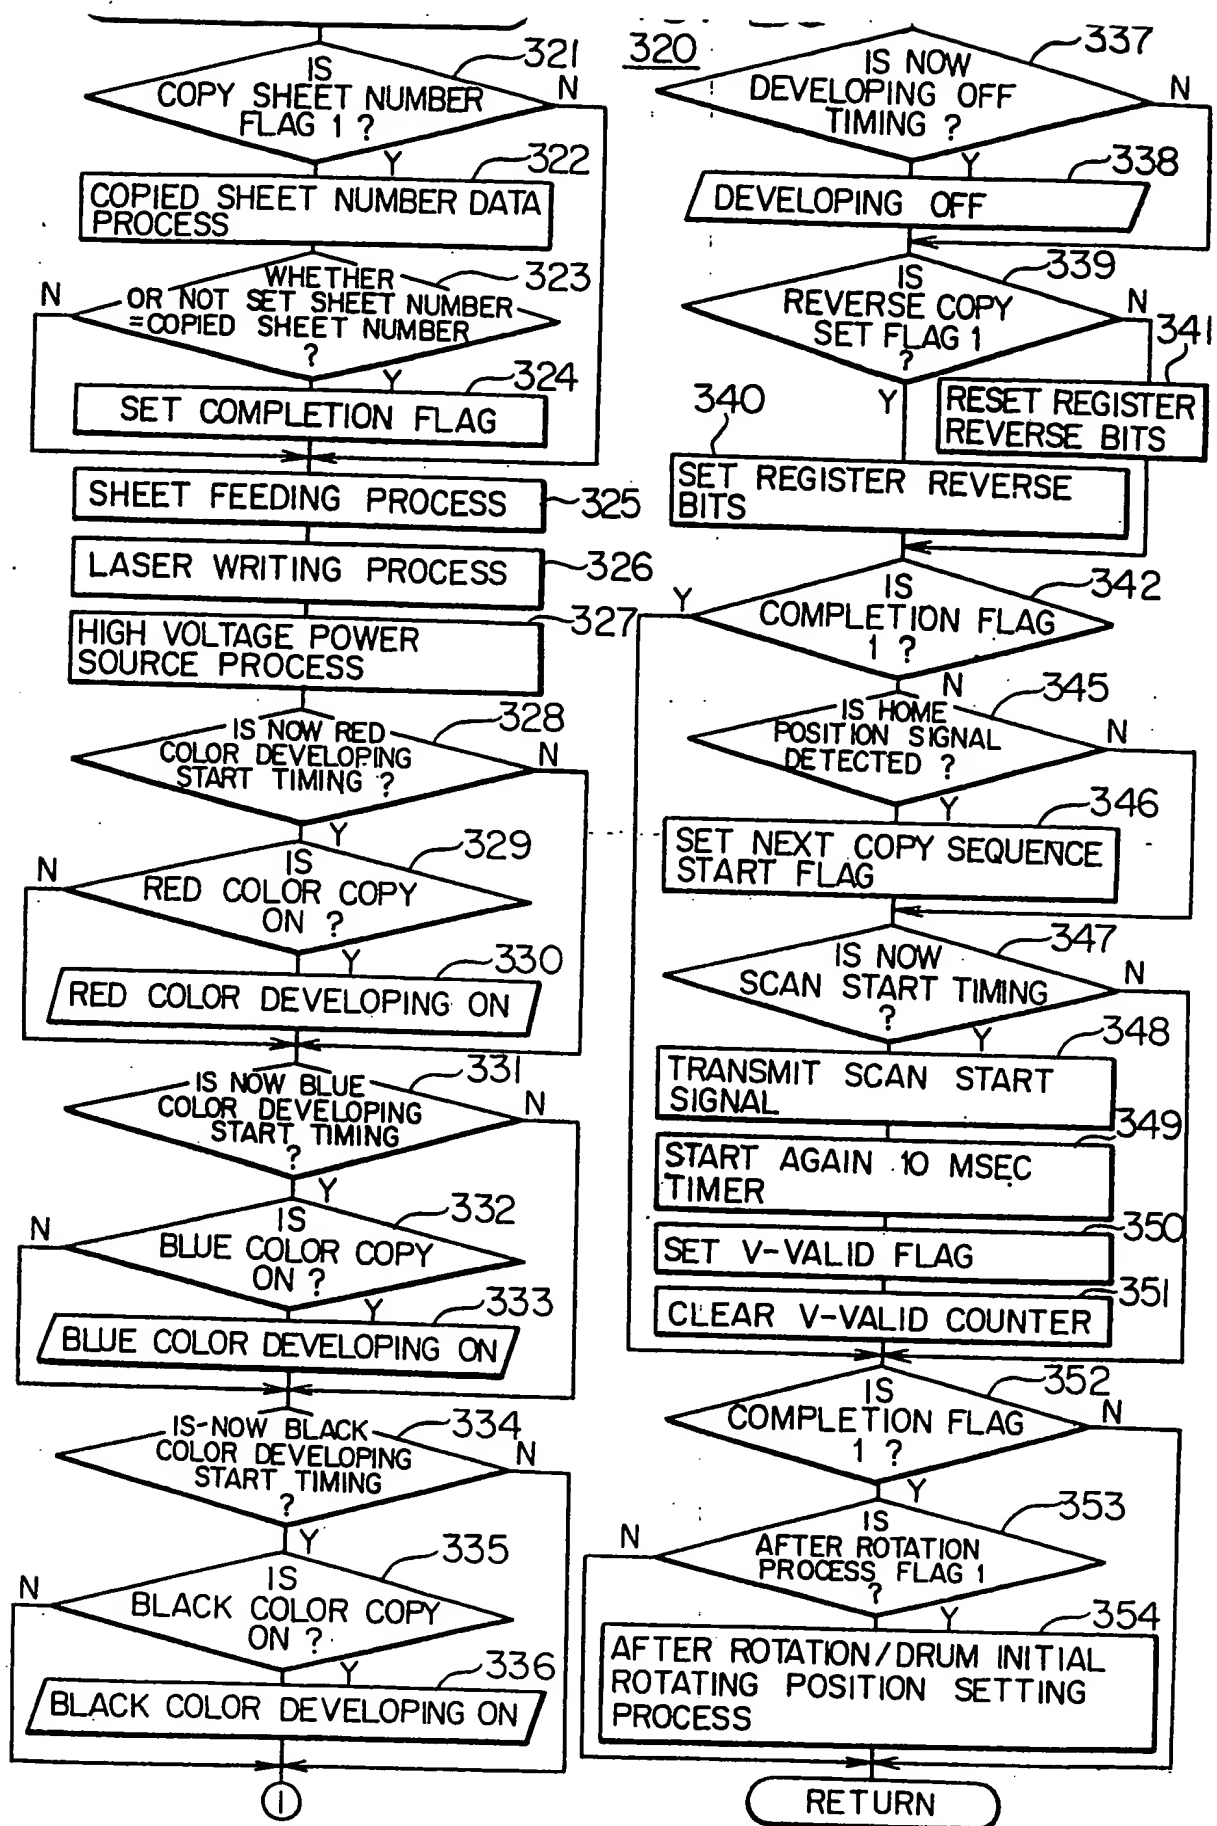 321
IS
COPY SHEET NUMBER
FLAG 1 ?
N
Y
322
COPIED SHEET NUMBER DATA
PROCESS
323
WHETHER
OR NOT SET SHEET NUMBER
=COPIED SHEET NUMBER
?
N
Y
324
SET COMPLETION FLAG
SHEET FEEDING PROCESS
325
LASER WRITING PROCESS
326
327
HIGH VOLTAGE POWER
SOURCE PROCESS
328
IS NOW RED
COLOR DEVELOPING
START TIMING ?
N
Y
329
IS
RED COLOR COPY
ON ?
N
Y
330
RED COLOR DEVELOPING ON
331
IS NOW BLUE
COLOR DEVELOPING
START TIMING
?
N
Y
332
IS
BLUE COLOR COPY
ON ?
N
Y
333
BLUE COLOR DEVELOPING ON
334
IS-NOW BLACK
COLOR DEVELOPING
START TIMING
?
N
Y
335
IS
BLACK COLOR COPY
ON ?
N
Y
336
BLACK COLOR DEVELOPING ON
1
320
337
IS NOW
DEVELOPING OFF
TIMING ?
N
Y
338
DEVELOPING OFF
339
IS
REVERSE COPY
SET FLAG 1
?
N
Y
341
RESET REGISTER
REVERSE BITS
340
SET REGISTER REVERSE
BITS
342
IS
COMPLETION FLAG
1 ?
Y
N
345
IS HOME
POSITION SIGNAL
DETECTED ?
N
Y
346
SET NEXT COPY SEQUENCE
START FLAG
347
IS NOW
SCAN START TIMING
?
N
Y
348
TRANSMIT SCAN START
SIGNAL
349
START AGAIN 10 MSEC
TIMER
350
SET V-VALID FLAG
351
CLEAR V-VALID COUNTER
352
IS
COMPLETION FLAG
1 ?
N
Y
353
IS
AFTER ROTATION
PROCESS FLAG 1
?
N
Y
354
AFTER ROTATION/DRUM INITIAL
ROTATING POSITION SETTING
PROCESS
RETURN